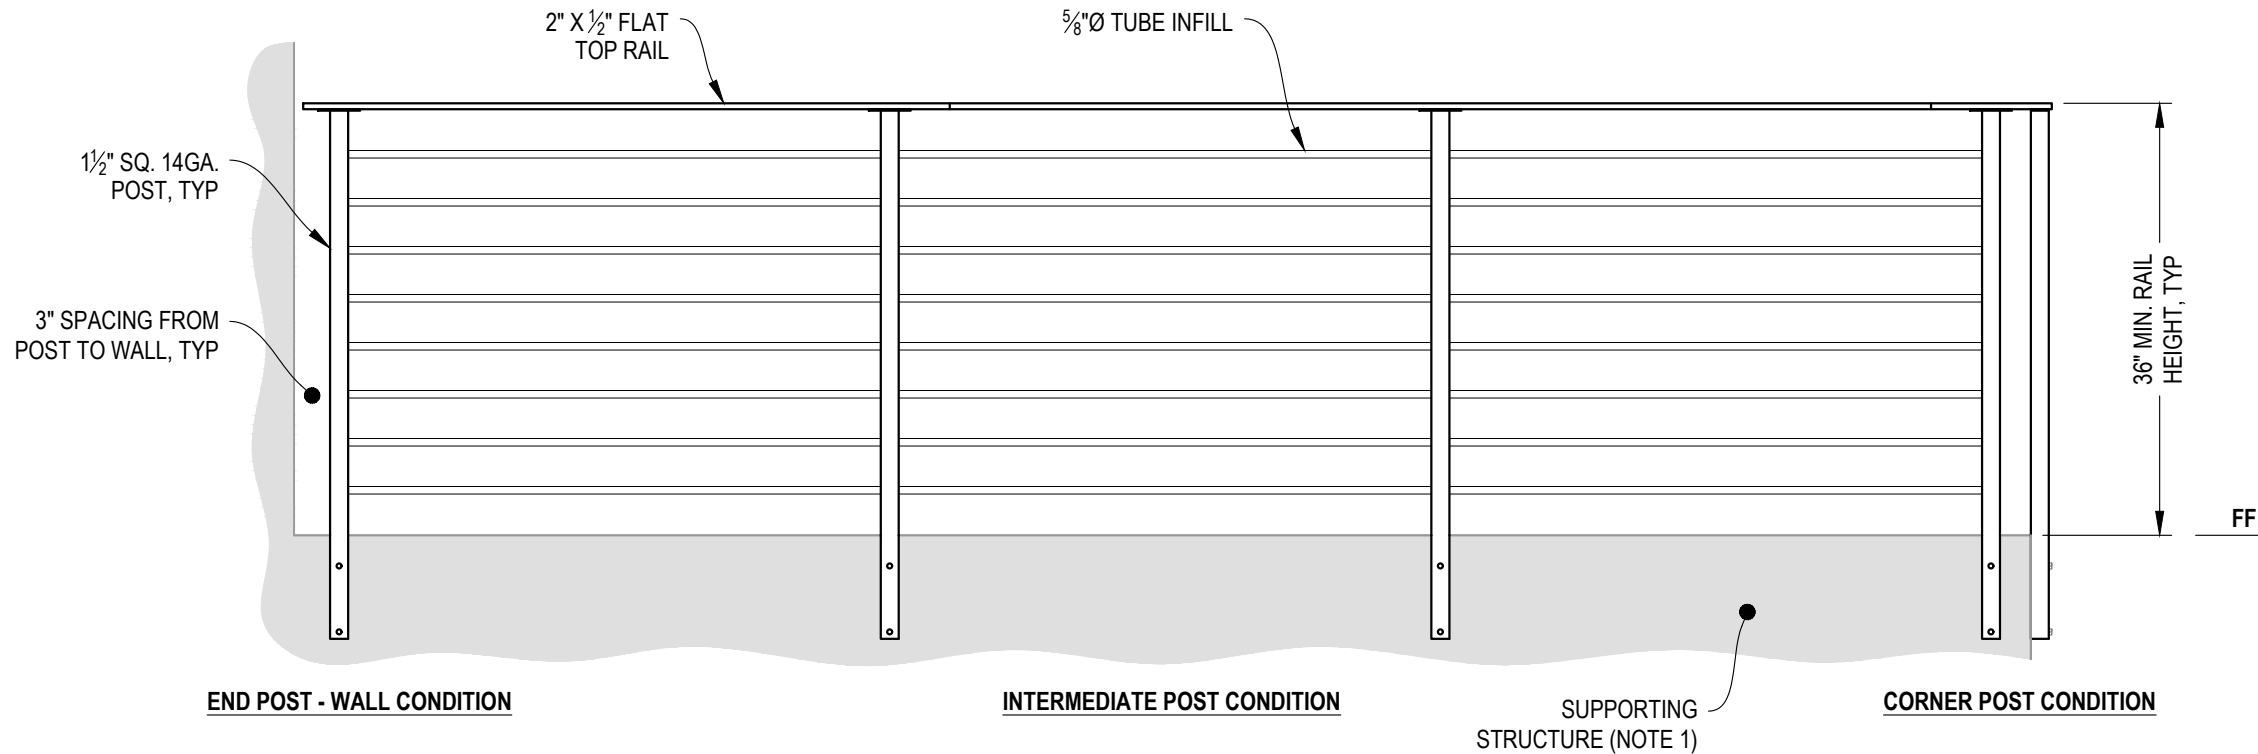 2" X ½" FLAT
TOP RAIL
⅝"Ø TUBE INFILL
1½" SQ. 14GA.
POST, TYP
3" SPACING FROM
POST TO WALL, TYP
36" MIN. RAIL
HEIGHT, TYP
FF
END POST - WALL CONDITION
INTERMEDIATE POST CONDITION
SUPPORTING
STRUCTURE (NOTE 1)
CORNER POST CONDITION